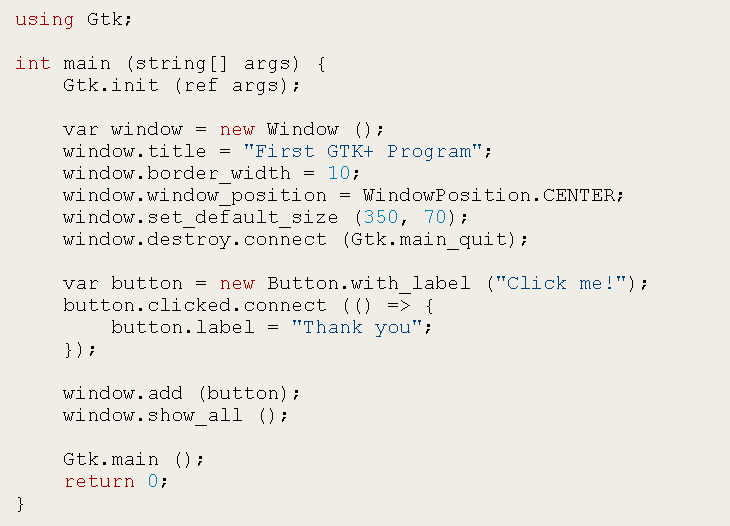 using Gtk;
int main (string[] args) {
    Gtk.init (ref args);
    var window = new Window ();
    window.title = "First GTK+ Program";
    window.border_width = 10;
    window.window_position = WindowPosition.CENTER;
    window.set_default_size (350, 70);
    window.destroy.connect (Gtk.main_quit);
    var button = new Button.with_label ("Click me!");
    button.clicked.connect (() => {
        button.label = "Thank you";
    });
    window.add (button);
    window.show_all ();
    Gtk.main ();
    return 0;
}